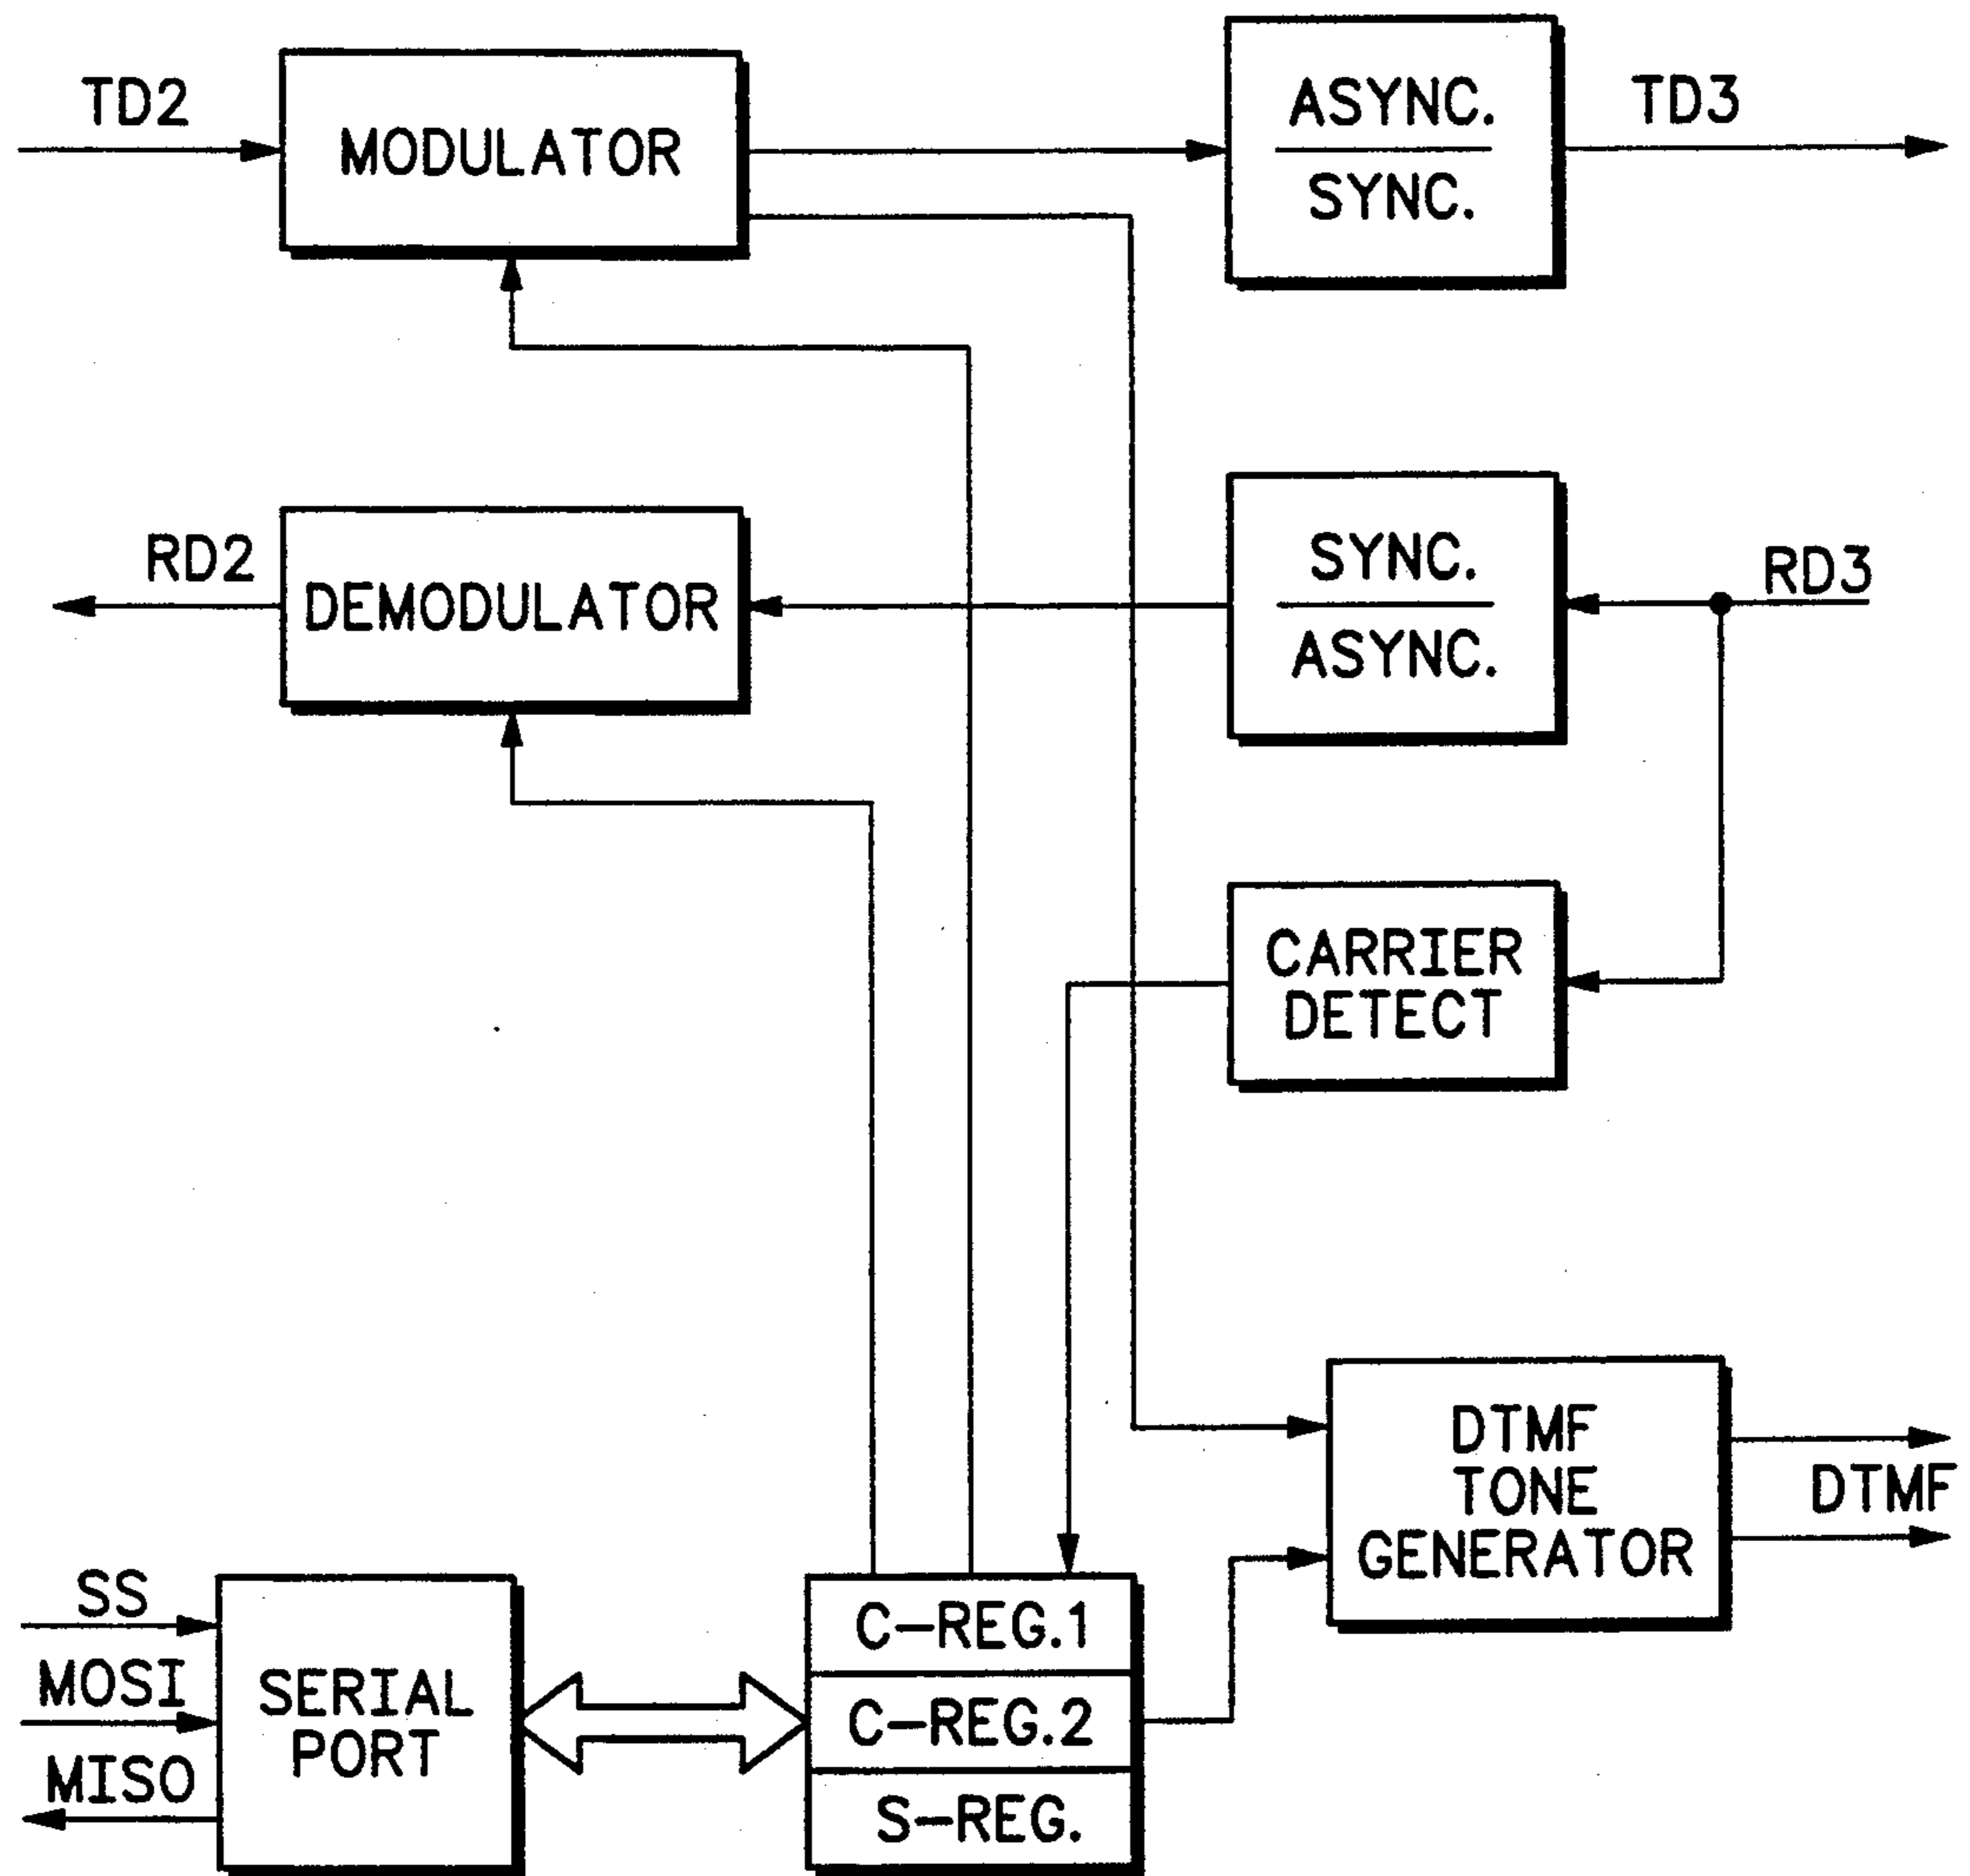 TD2
MODULATOR
ASYNC.
SYNC.
TD3
RD2
DEMODULATOR
SYNC.
ASYNC.
RD3
CARRIER
DETECT
DTMF
TONE
GENERATOR
DTMF
SS
MOSI
MISO
SERIAL
PORT
C-REG.1
C-REG.2
S-REG.